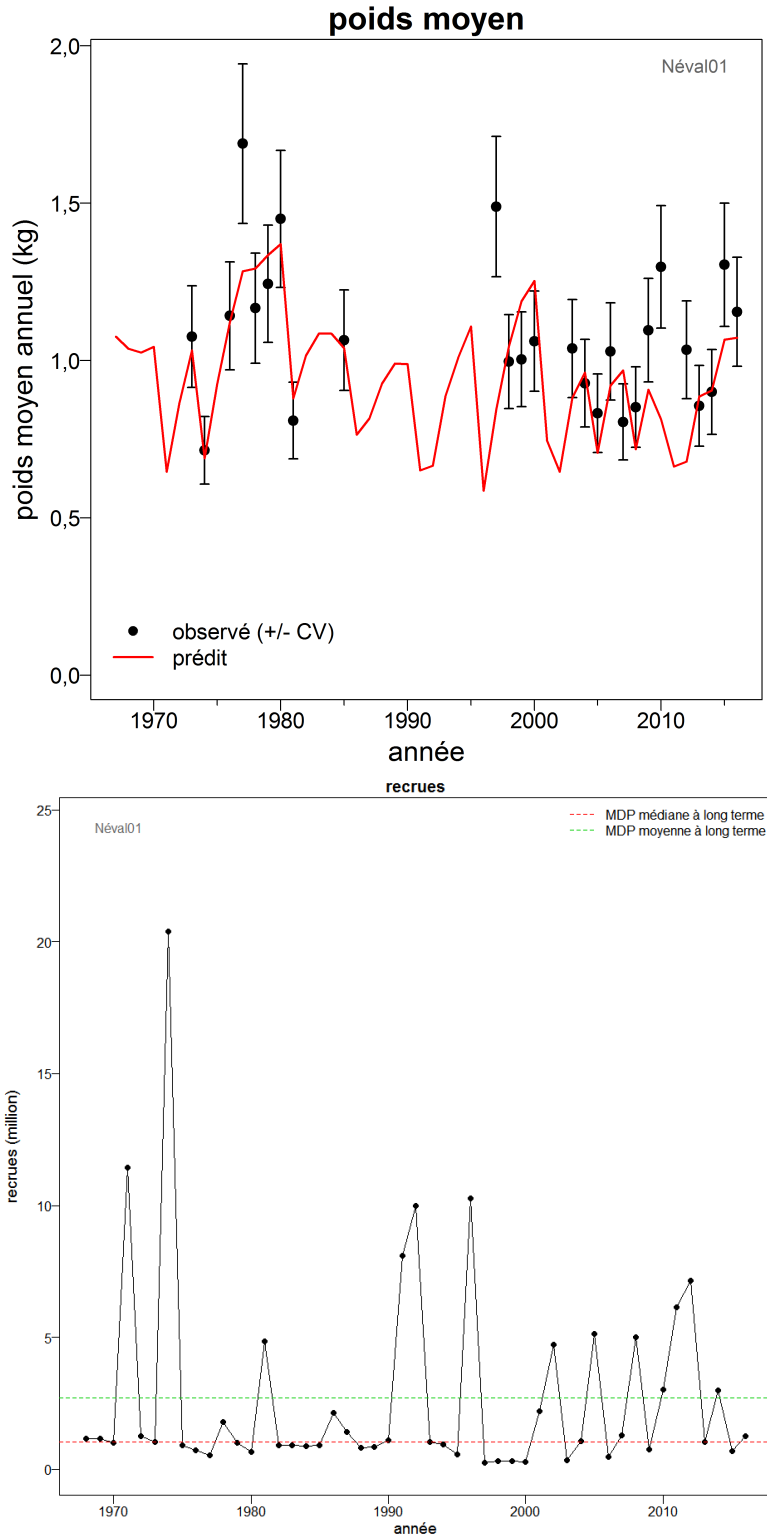 poids moyen
2,0
Néval01
1,5
1,0
0,5
0,0
poids moyen annuel (kg)
observé (+/- CV)
prédit
1970 1980 1990 2000 2010
année
recrues
25
MDP médiane à long terme
Néval01
MDP moyenne à long terme
20
15
10
5
0
recrues (million)
1970 1980 1990 2000 2010
année